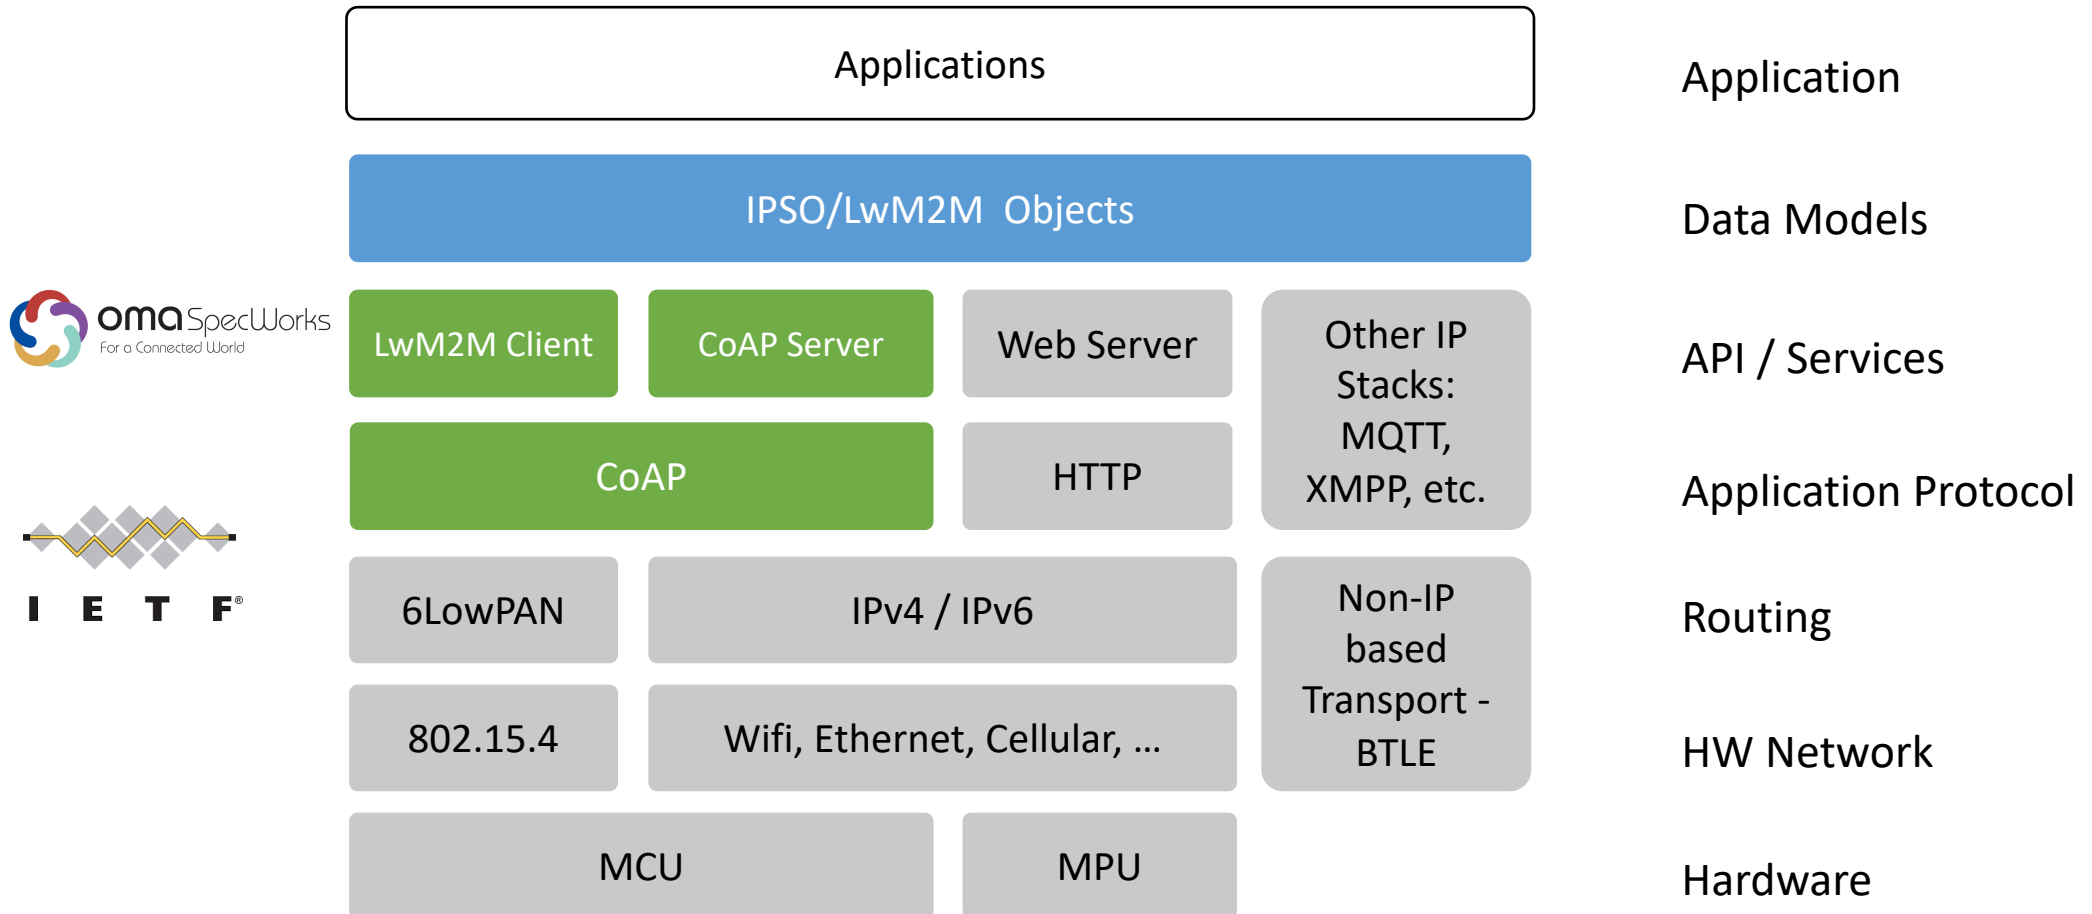 Applications
Application
IPSO/LwM2M Objects
Data Models
oma SpecWorks
For a Connected World
LwM2M Client
CoAP Server
Web Server
Other IP
Stacks:
MQTT,
XMPP, etc.
API / Services
CoAP
HTTP
Application Protocol
I E T F®
6LowPAN
IPv4 / IPv6
Non-IP
based
Transport -
BTLE
Routing
802.15.4
Wifi, Ethernet, Cellular, ...
HW Network
MCU
MPU
Hardware